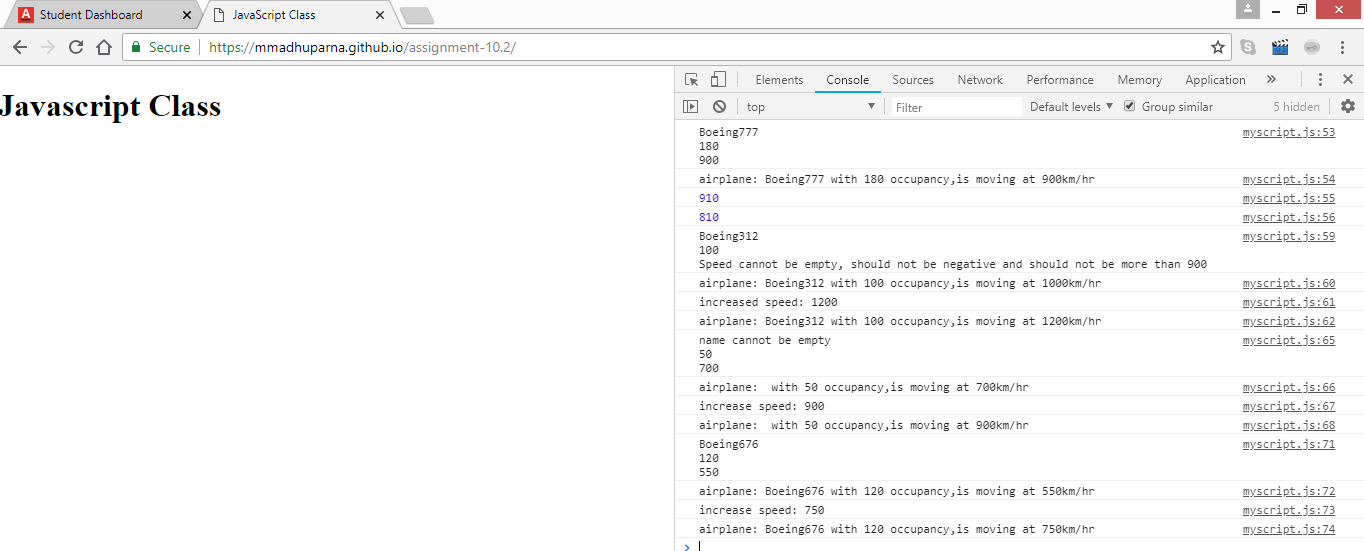 Student Dashboard
JavaScript Class
Secure https://mmadhuparna.github.io/assignment-10.2/
Javascript Class
Elements Console Sources Network Performance Memory Application »
top Filter Default levels Group similar 5 hidden
Boeing777 myscript.js:53
180
900
airplane: Boeing777 with 180 occupancy,is moving at 900km/hr myscript.js:54
910 myscript.js:55
810 myscript.js:56
Boeing312 myscript.js:59
100
Speed cannot be empty, should not be negative and should not be more than 900
airplane: Boeing312 with 100 occupancy,is moving at 1000km/hr myscript.js:60
increased speed: 1200 myscript.js:61
airplane: Boeing312 with 100 occupancy,is moving at 1200km/hr myscript.js:62
name cannot be empty myscript.js:65
50
700
airplane:  with 50 occupancy,is moving at 700km/hr myscript.js:66
increase speed: 900 myscript.js:67
airplane:  with 50 occupancy,is moving at 900km/hr myscript.js:68
Boeing676 myscript.js:71
120
550
airplane: Boeing676 with 120 occupancy,is moving at 550km/hr myscript.js:72
increase speed: 750 myscript.js:73
airplane: Boeing676 with 120 occupancy,is moving at 750km/hr myscript.js:74